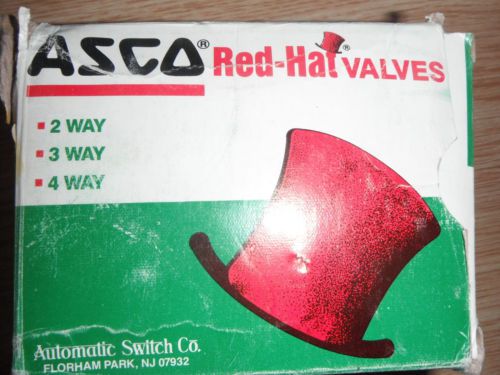 ASCO® Red-Hat® VALVES
▪ 2 WAY
▪ 3 WAY
▪ 4 WAY
Automatic Switch Co.
FLORHAM PARK, NJ 07932